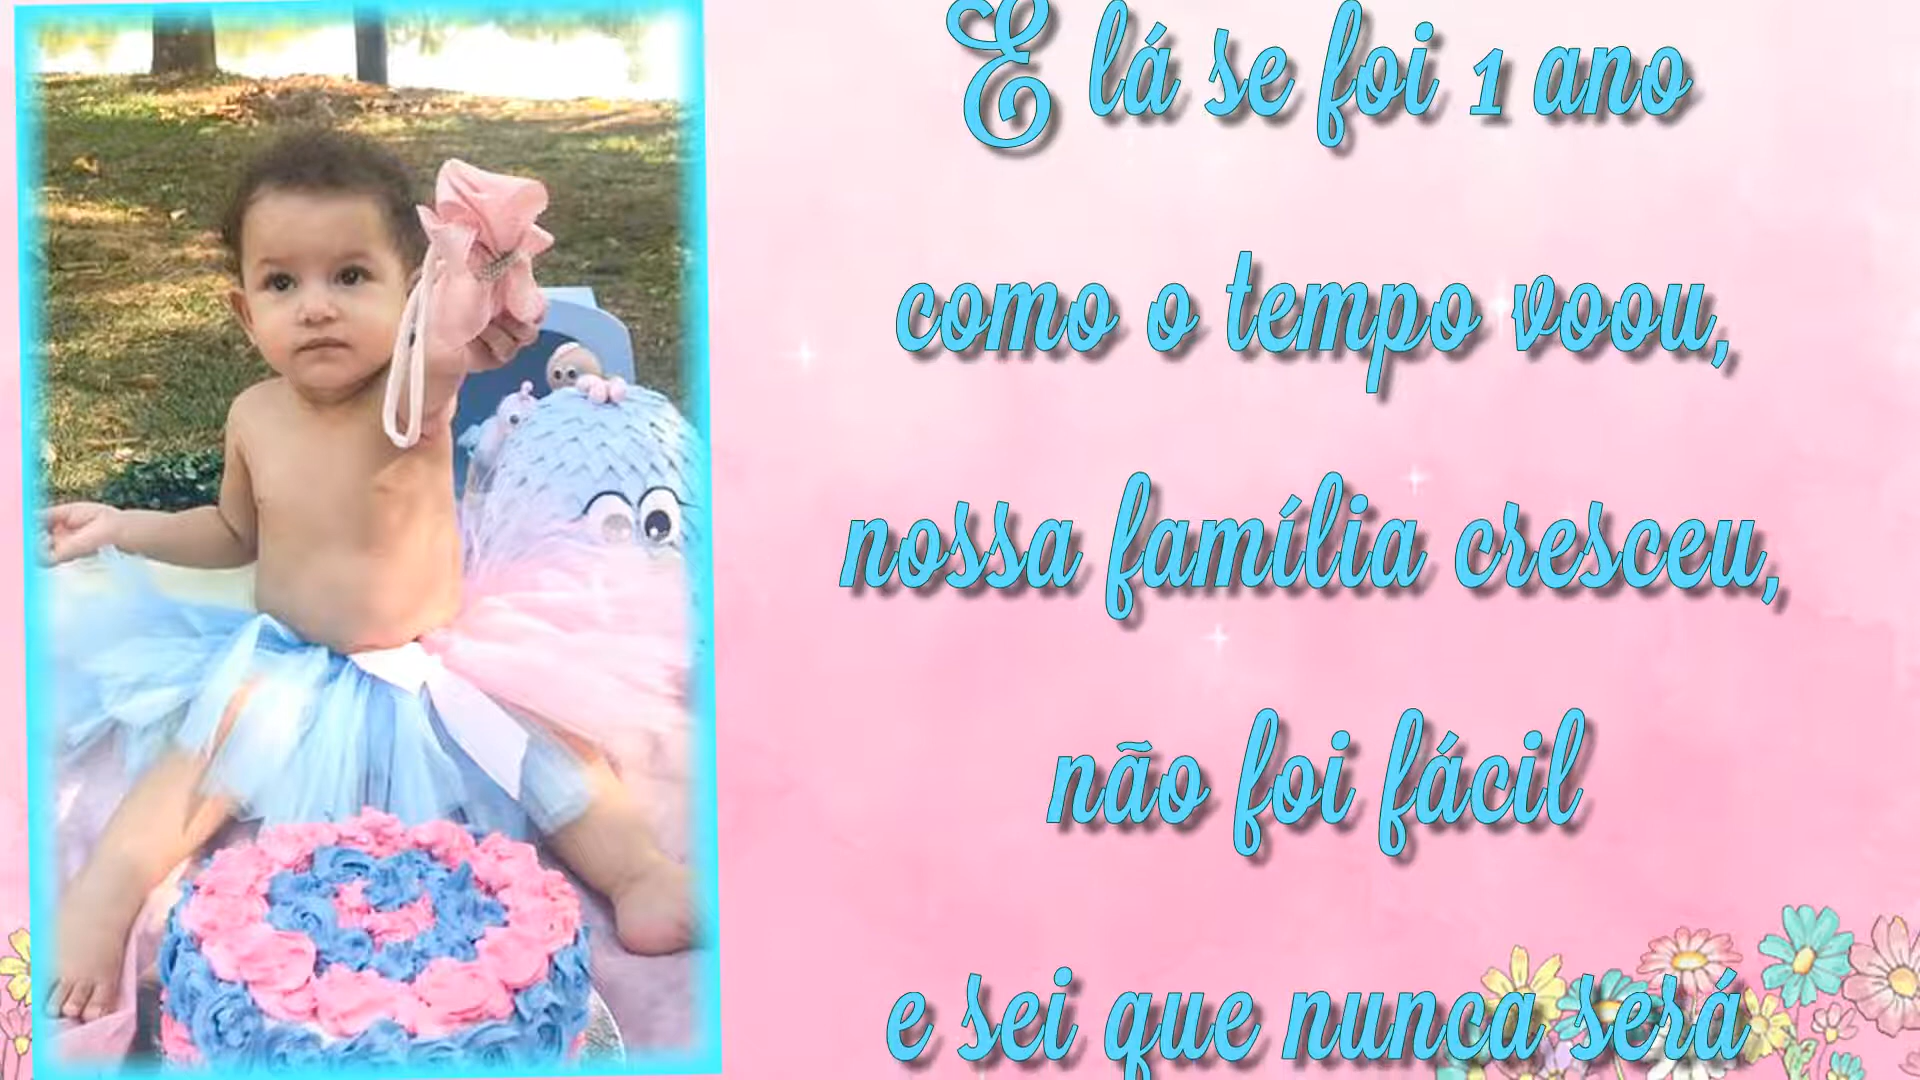 E lá se foi 1 ano
como o tempo voou,
nossa família cresceu,
não foi fácil
e sei que nunca será